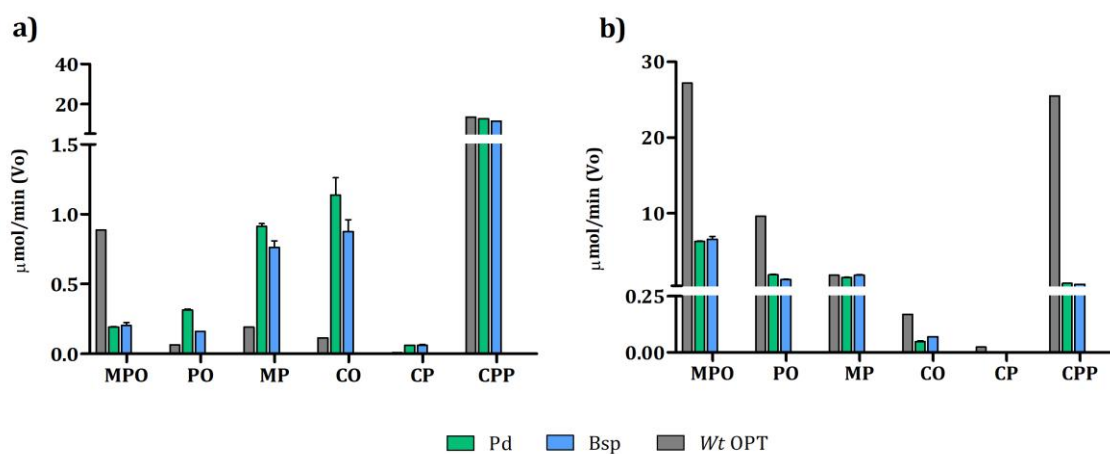 a)
μmol/min (Vo)
40
20
1.5
1.0
0.5
0.0
MPO PO MP CO CP CPP
b)
μmol/min (Vo)
30
20
10
0.25
0.00
MPO PO MP CO CP CPP
Pd Bsp Wt OPT